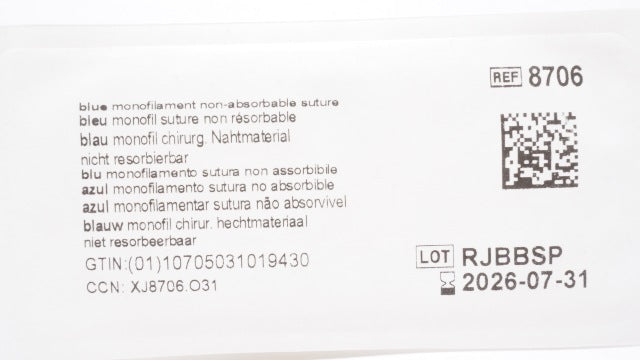 REF 8706
blue monofilament non-absorbable suture
bleu monofil suture non résorbable
blau monofil chirurg. Nahtmaterial
nicht resorbierbar
blu monofilamento sutura non assorbibile
azul monofilamento sutura no absorbible
azul monofilamentar sutura não absorvivel
blauw monofil chirur. hechtmateriaal
niet resorbeerbaar
GTIN:(01)10705031019430
CCN: XJ8706.O31
LOT RJBBSP
2026-07-31